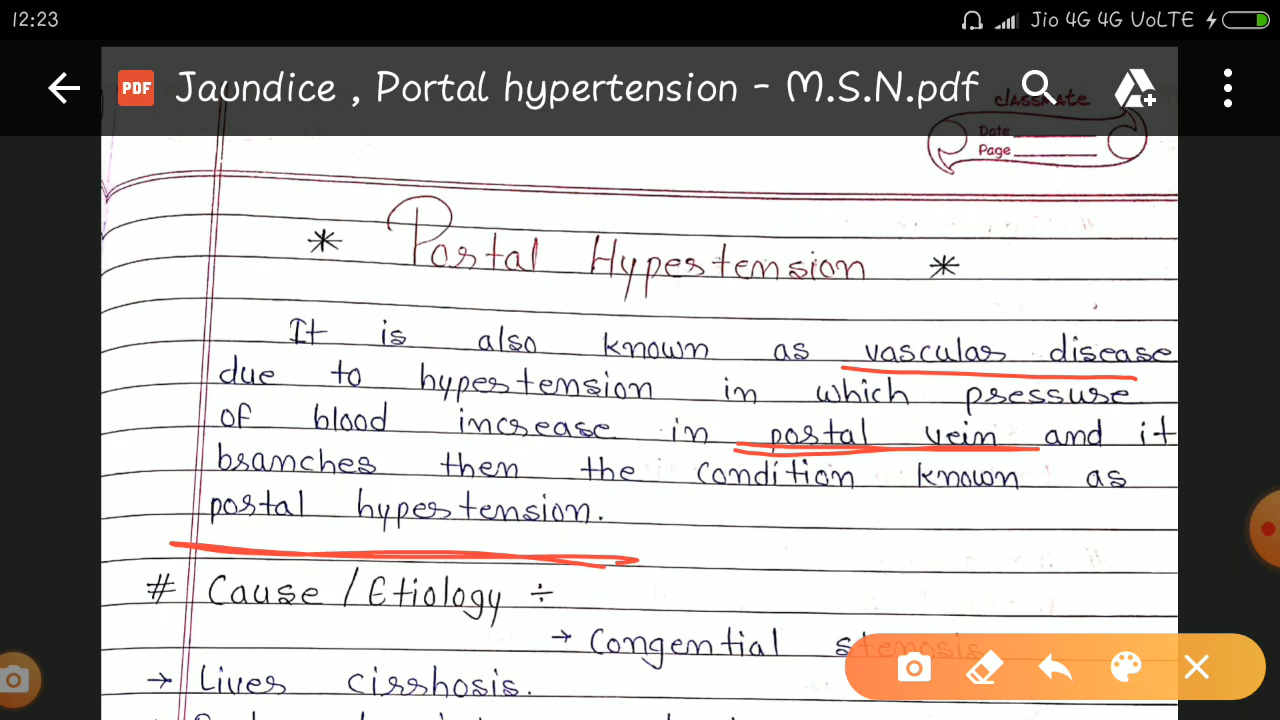 12:23
Jio 4G 4G VoLTE
PDF Jaundice , Portal hypertension - M.S.N.pdf
classmate
Date
Page
* Portal Hypertension *
It is also known as vascular disease
due to hypertension in which pressure
of blood increase in portal vein and it
branches then the condition known as
portal hypertension.
# Cause / Etiology ÷
→ Congential stenosis
→ Liver cirrhosis.